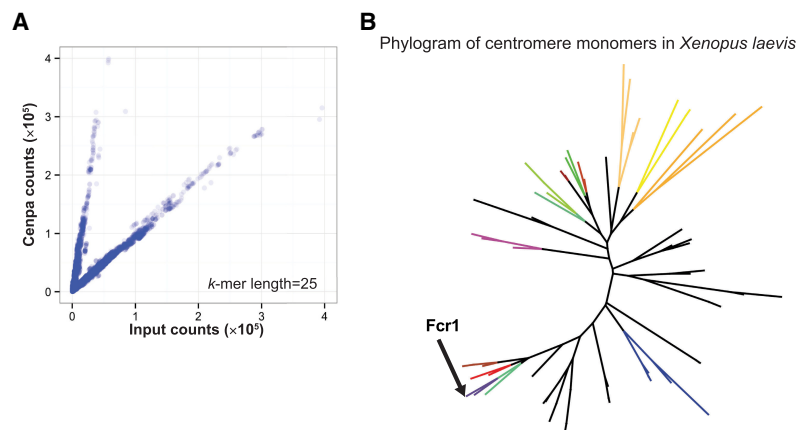 A
Cenpa counts (×10⁵)
4
3
2
1
0
k-mer length=25
0 1 2 3 4
Input counts (×10⁵)
B
Phylogram of centromere monomers in Xenopus laevis
Fcr1